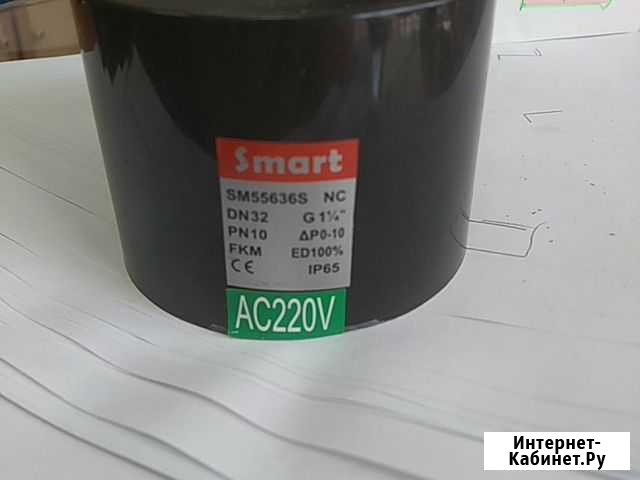 Smart
SM55636S NC
DN32 G 1¼"
PN10 ΔP0-10
FKM ED100%
CE IP65
AC220V
Интернет-
Кабинет.Ру